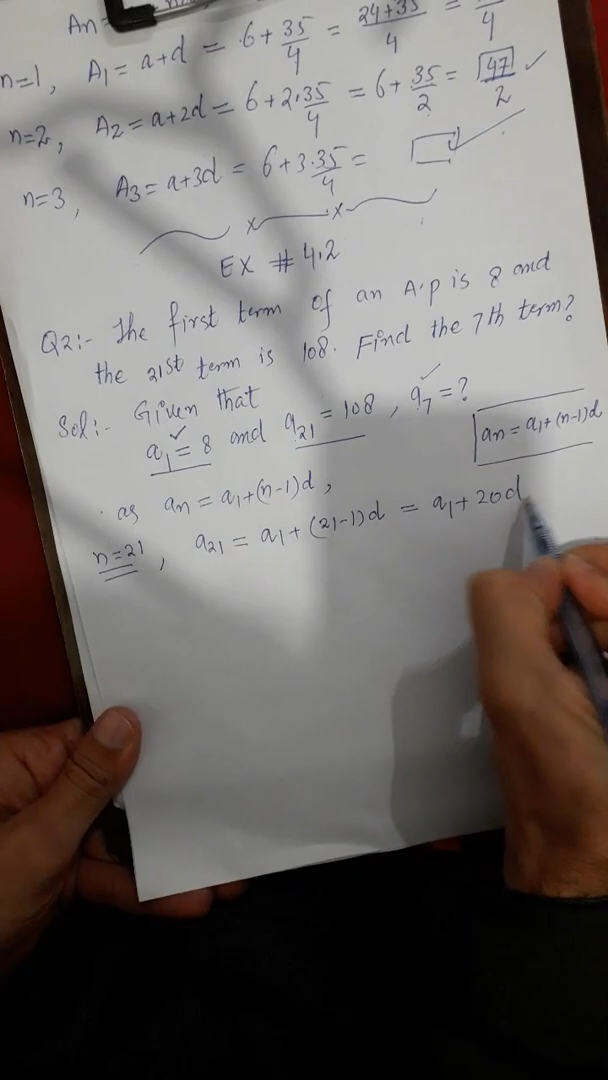 An=
n=1, A1 = a+d = 6+ 35/4 = 24+35/4 = /4
n=2, A2 = a+2d = 6+2.35/4 = 6+ 35/2 = 47/2 ✓
n=3, A3 = a+3d = 6+3.35/4 =
x x
EX # 4.2
Q2:- The first term of an A.p is 8 and
the 21st term is 108. Find the 7th term?
Sol:- Given that
a1 = 8 and a21 = 108, a7 = ?
an = a1+(n-1)d
as an = a1+(n-1)d,
n=21, a21 = a1+(21-1)d = a1+20d